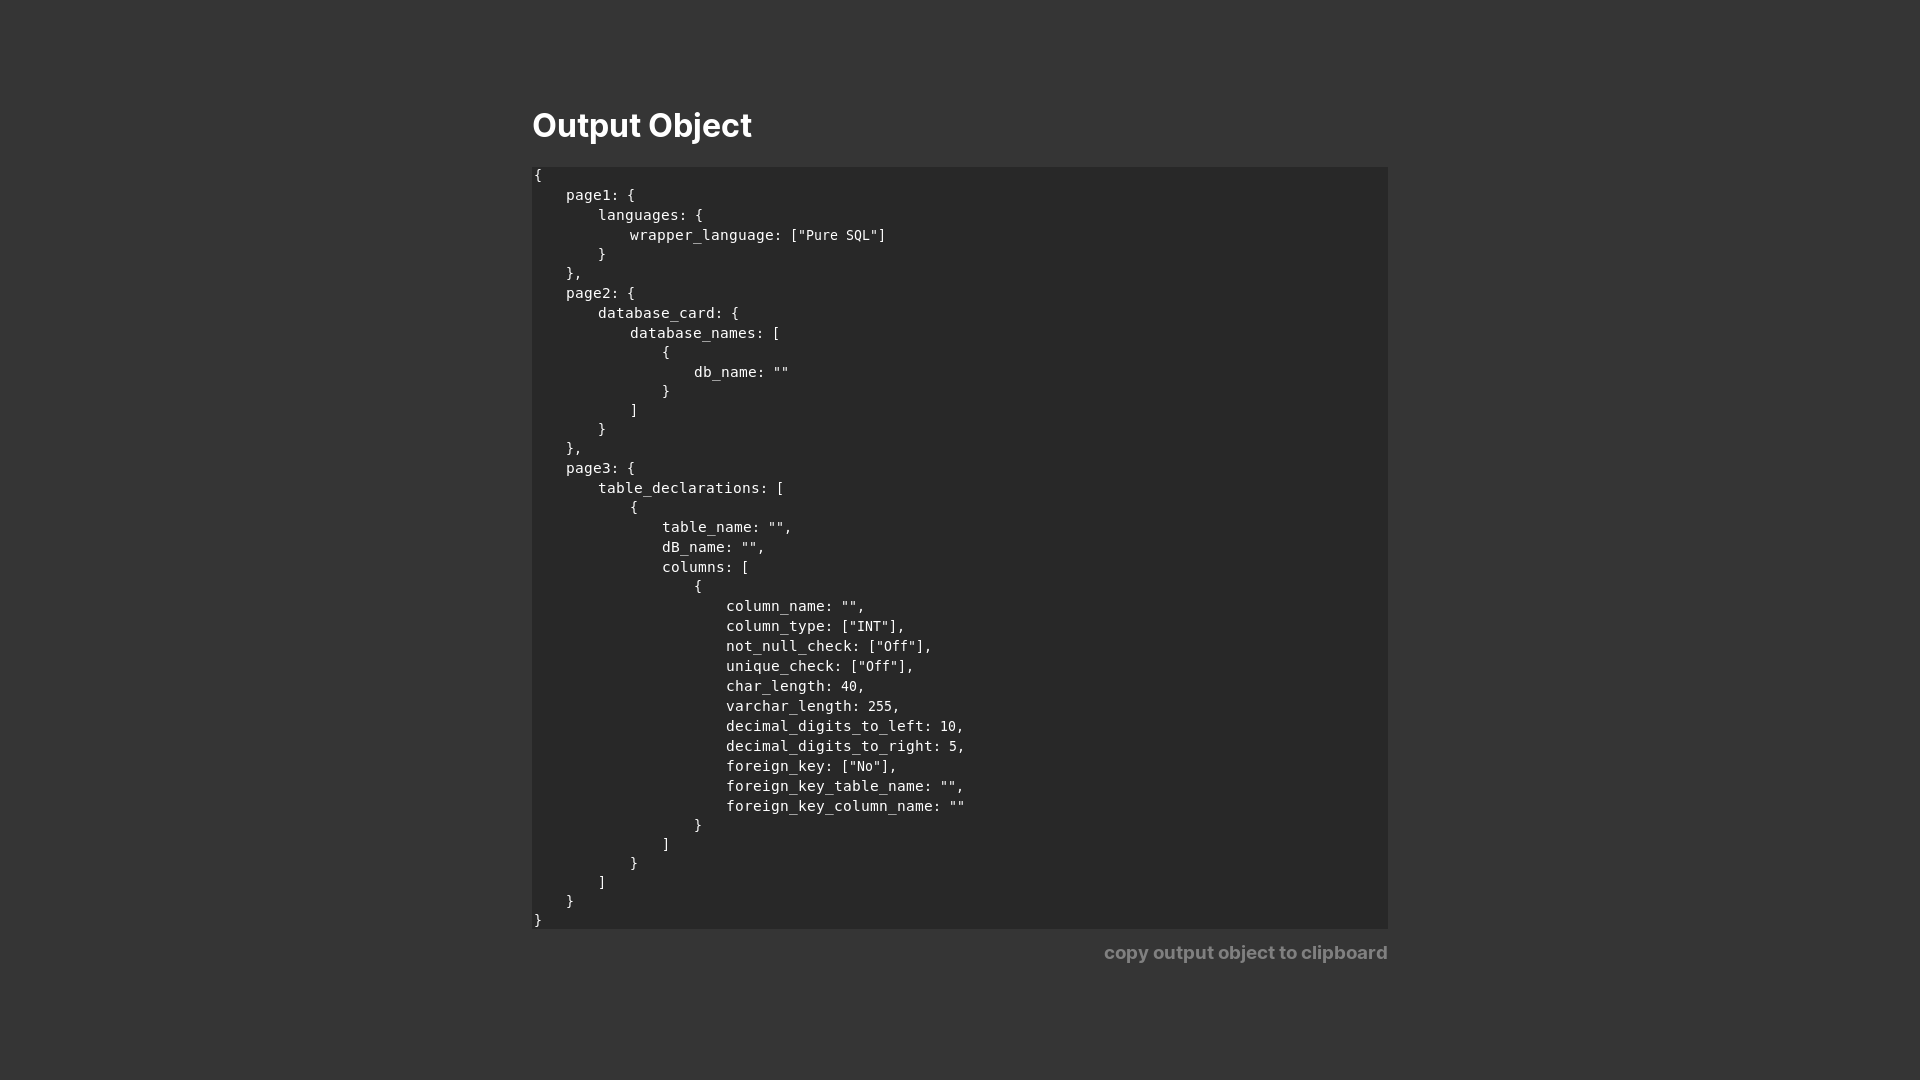 Output Object
{
page1: {
languages: {
wrapper_language: ["Pure SQL"]
}
},
page2: {
database_card: {
database_names: [
{
db_name: ""
}
]
}
},
page3: {
table_declarations: [
{
table_name: "",
dB_name: "",
columns: [
{
column_name: "",
column_type: ["INT"],
not_null_check: ["Off"],
unique_check: ["Off"],
char_length: 40,
varchar_length: 255,
decimal_digits_to_left: 10,
decimal_digits_to_right: 5,
foreign_key: ["No"],
foreign_key_table_name: "",
foreign_key_column_name: ""
}
]
}
]
}
}
copy output object to clipboard